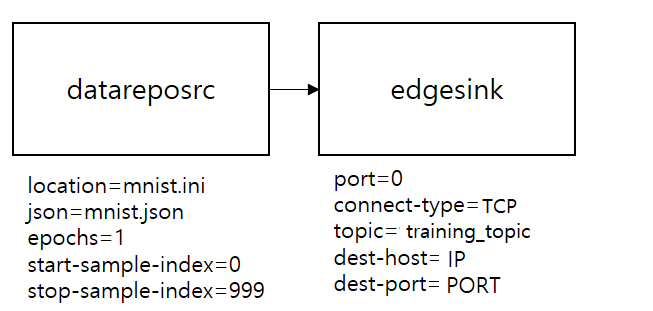 datareposrc
edgesink
location=mnist.ini
json=mnist.json
epochs=1
start-sample-index=0
stop-sample-index=999
port=0
connect-type=TCP
topic= training_topic
dest-host= IP
dest-port= PORT